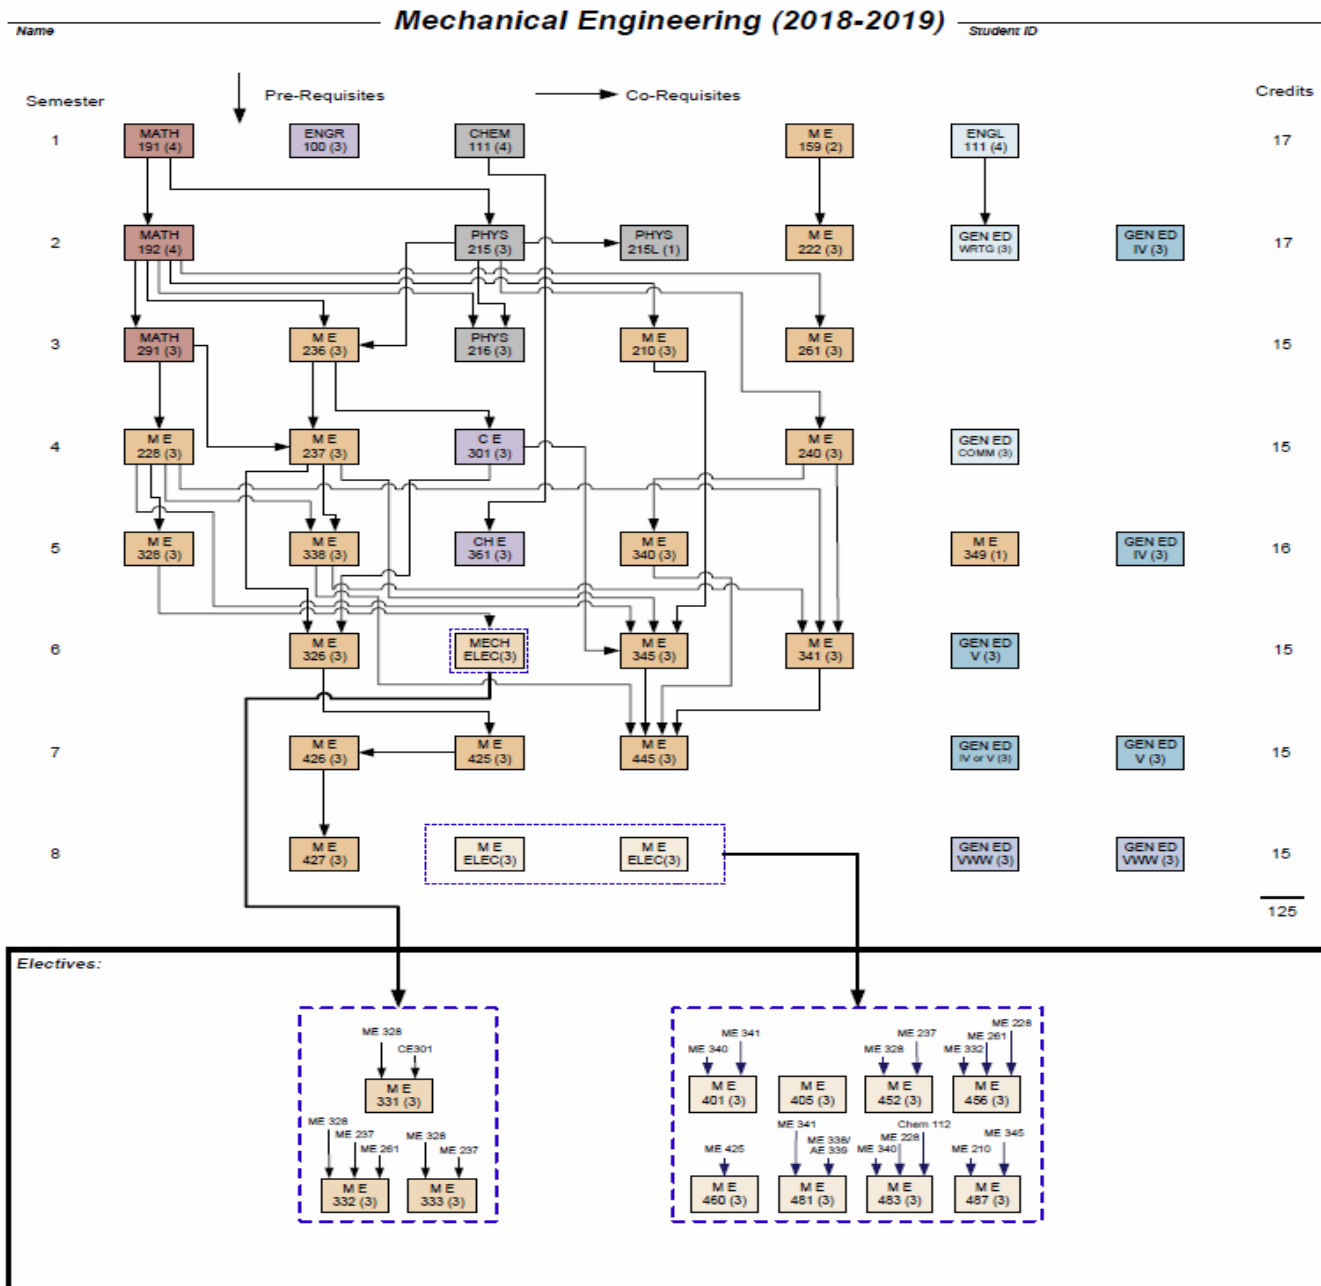 Mechanical Engineering (2018-2019)
Name
Student ID
Semester
Pre-Requisites
Co-Requisites
Credits
1
MATH
191 (4)
ENGR
100 (3)
CHEM
111 (4)
M E
159 (2)
ENGL
111 (4)
17
2
MATH
192 (4)
PHYS
215 (3)
PHYS
215L (1)
M E
222 (3)
GEN ED
WRTG (3)
GEN ED
IV (3)
17
3
MATH
291 (3)
M E
236 (3)
PHYS
216 (3)
M E
210 (3)
M E
261 (3)
15
4
M E
228 (3)
M E
237 (3)
C E
301 (3)
M E
240 (3)
GEN ED
COMM (3)
15
5
M E
328 (3)
M E
338 (3)
CH E
361 (3)
M E
340 (3)
M E
349 (1)
GEN ED
IV (3)
16
6
M E
326 (3)
MECH
ELEC(3)
M E
345 (3)
M E
341 (3)
GEN ED
V (3)
15
7
M E
426 (3)
M E
425 (3)
M E
445 (3)
GEN ED
IV or V (3)
GEN ED
V (3)
15
8
M E
427 (3)
M E
ELEC(3)
M E
ELEC(3)
GEN ED
VWW (3)
GEN ED
VWW (3)
15
125
Electives:
ME 328
CE301
M E
331 (3)
ME 328
ME 237
ME 261
M E
332 (3)
ME 328
ME 237
M E
333 (3)
ME 340
ME 341
M E
401 (3)
M E
405 (3)
ME 328
ME 237
M E
452 (3)
ME 332
ME 261
ME 228
M E
456 (3)
ME 425
M E
460 (3)
ME 341
ME 338/
AE 339
M E
481 (3)
ME 340
ME 228
Chem 112
M E
483 (3)
ME 210
ME 345
M E
487 (3)